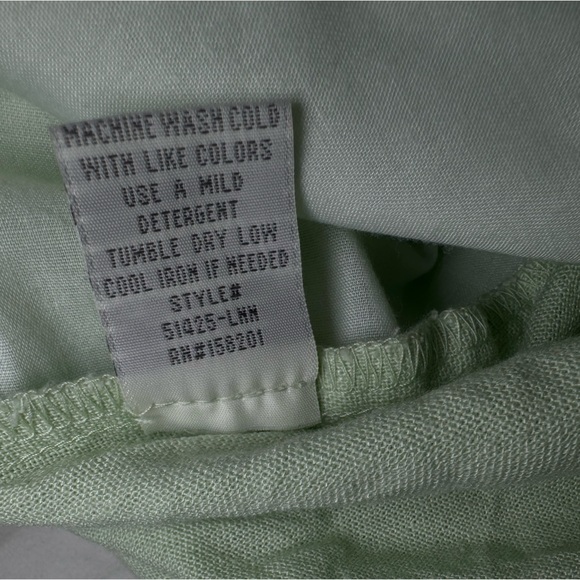 MACHINE WASH COLD
WITH LIKE COLORS
USE A MILD
DETERGENT
TUMBLE DRY LOW
COOL IRON IF NEEDED
STYLE#
51425-LNN
RN#158201